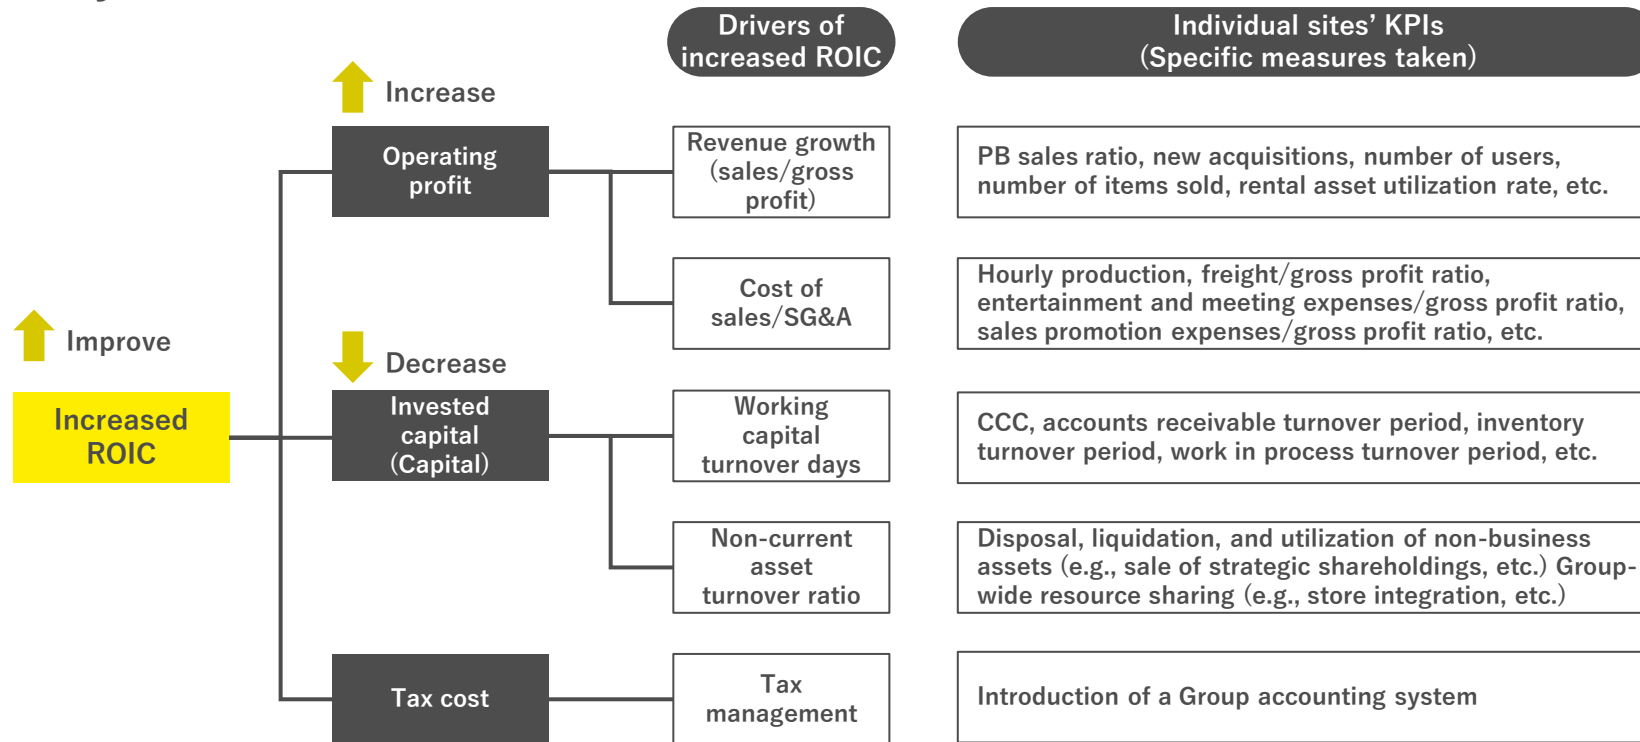 Drivers of
increased ROIC
Individual sites' KPIs
(Specific measures taken)
Increase
Operating
profit
Revenue growth
(sales/gross
profit)
PB sales ratio, new acquisitions, number of users,
number of items sold, rental asset utilization rate, etc.
Cost of
sales/SG&A
Hourly production, freight/gross profit ratio,
entertainment and meeting expenses/gross profit ratio,
sales promotion expenses/gross profit ratio, etc.
Improve
Increased
ROIC
Decrease
Invested
capital
(Capital)
Working
capital
turnover days
CCC, accounts receivable turnover period, inventory
turnover period, work in process turnover period, etc.
Non-current
asset
turnover ratio
Disposal, liquidation, and utilization of non-business
assets (e.g., sale of strategic shareholdings, etc.) Group-
wide resource sharing (e.g., store integration, etc.)
Tax cost
Tax
management
Introduction of a Group accounting system